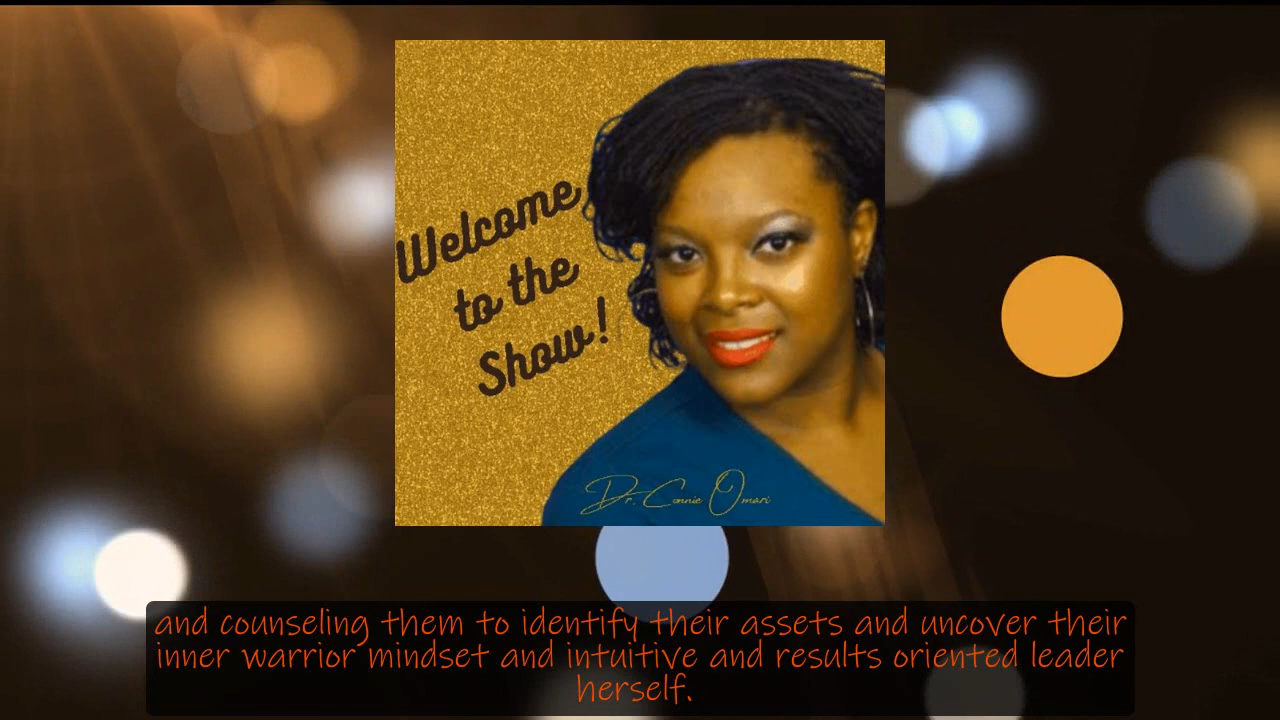 Welcome
to the
Show!
Dr. Connie Omari
and counseling them to identify their assets and uncover their
inner warrior mindset and intuitive and results oriented leader
herself.